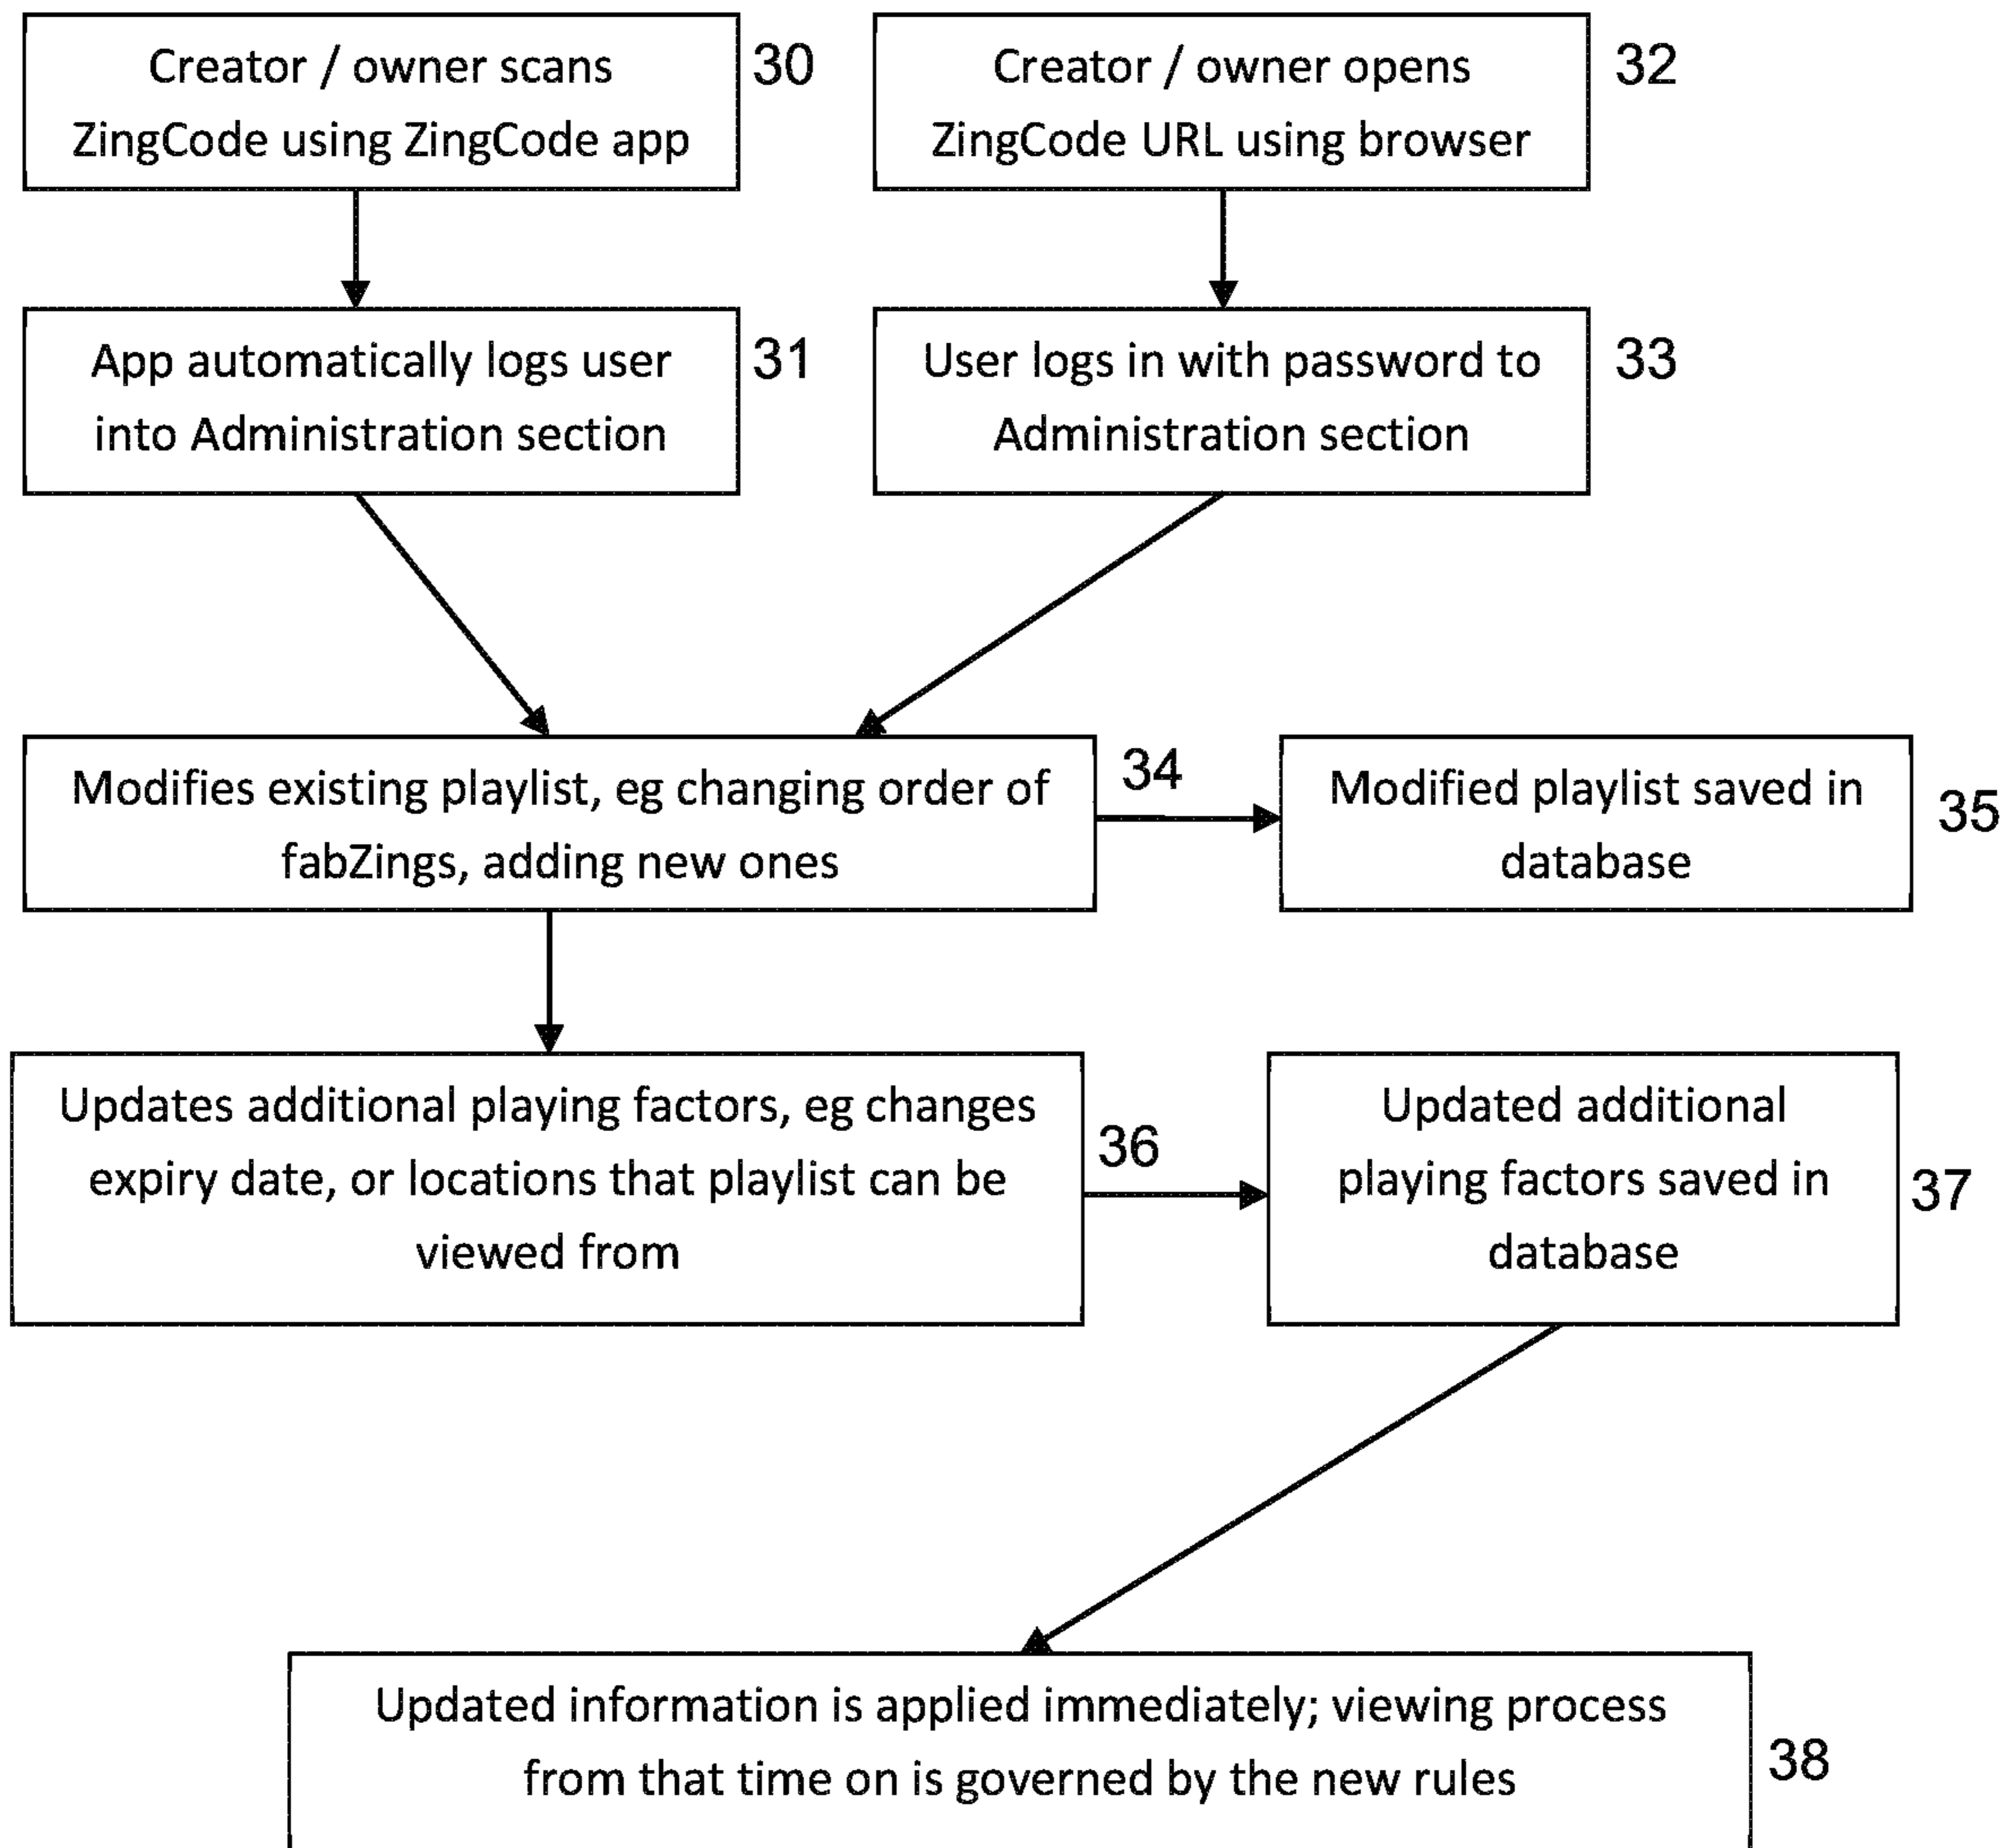 Creator / owner scans
ZingCode using ZingCode app
30
Creator / owner opens
ZingCode URL using browser
32
App automatically logs user
into Administration section
31
User logs in with password to
Administration section
33
Modifies existing playlist, eg changing order of
fabZings, adding new ones
34
Modified playlist saved in
database
35
Updates additional playing factors, eg changes
expiry date, or locations that playlist can be
viewed from
36
Updated additional
playing factors saved in
database
37
Updated information is applied immediately; viewing process
from that time on is governed by the new rules
38